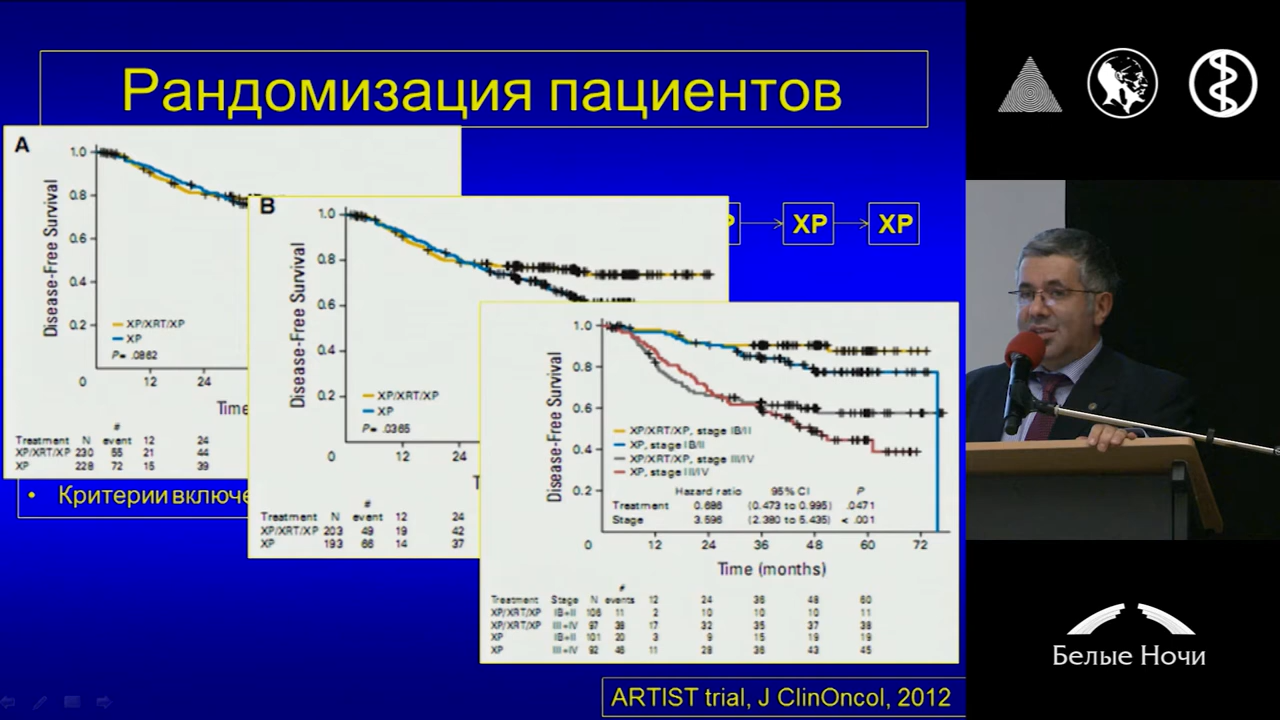 Рандомизация пациентов
A
1.0
0.8
0.6
0.4
0.2
Disease-Free Survival
XP/XRT/XP
XP
P= .0862
0 12 24
Time
#
Treatment N event 12 24
XP/XRT/XP 230 55 21 44
XP 228 72 15 39
B
1.0
0.8
0.6
0.4
0.2
Disease-Free Survival
XP/XRT/XP
XP
P= .0365
0 12 24
#
Treatment N event 12 24
XP/XRT/XP 203 49 19 42
XP 193 66 14 37
XP XP
1.0
0.8
0.6
0.4
0.2
Disease-Free Survival
XP/XRT/XP, stage IB/II
XP, stage IB/II
XP/XRT/XP, stage III/IV
XP, stage III/IV
Hazard ratio 95% CI P
Treatment 0.686 (0.473 to 0.995) .0471
Stage 3.596 (2.380 to 5.435) < .001
0 12 24 36 48 60 72
Time (months)
#
Treatment Stage N events 12 24 36 48 60
XP/XRT/XP IB+II 106 11 2 10 10 10 11
XP/XRT/XP III+IV 97 38 17 32 35 37 38
XP IB+II 101 20 3 9 15 19 19
XP III+IV 92 46 11 28 36 43 45
• Критерии включе
ARTIST trial, J ClinOncol, 2012
Белые Ночи